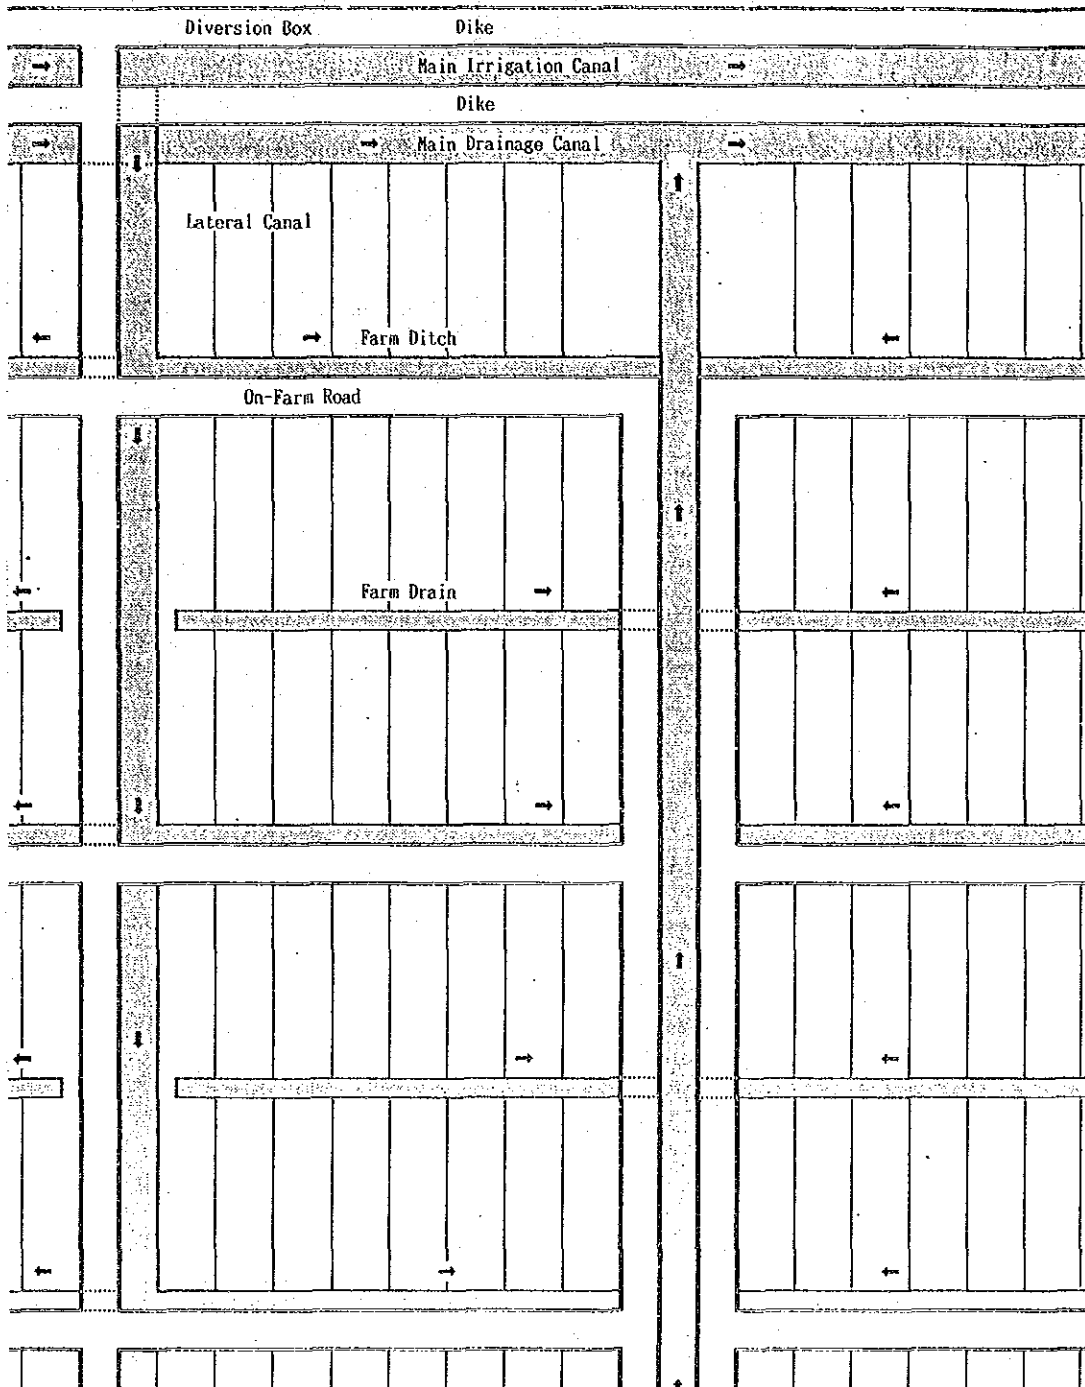 Diversion Box Dike
Main Irrigation Canal
Dike
Main Drainage Canal
Lateral Canal
Farm Ditch
On-Farm Road
Farm Drain